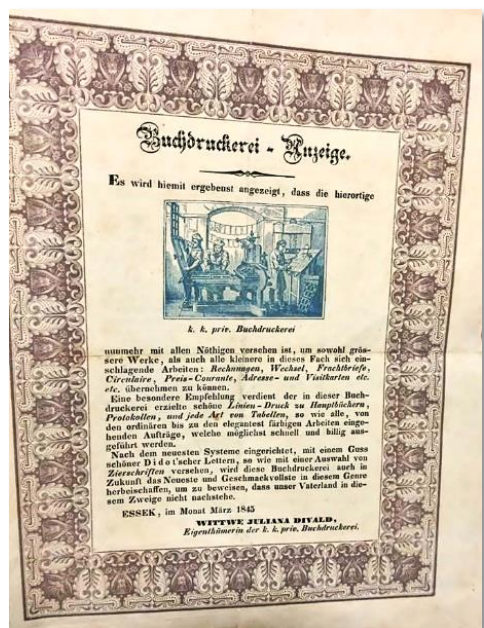 Buchdruckerei - Anzeige.
Es wird hiemit ergebenst angezeigt, dass die hierortige
k. k. priv. Buchdruckerei
nunmehr mit allen Nöthigen versehen ist, um sowohl grös-
sere Werke, als auch alle kleinere in dieses Fach sich ein-
schlagende Arbeiten: Rechnungen, Wechsel, Frachtbriefe,
Circulaire, Preis-Courante, Adresse- und Visitkarten etc.
etc. übernehmen zu können.
Eine besondere Empfehlung verdient der in dieser Buch-
druckerei erzielte schöne Linien-Druck zu Hauptbüchern,
Protokollen, und jede Art von Tabellen, so wie alle, von
den ordinären bis zu den elegantest färbigen Arbeiten einge-
henden Aufträge, welche möglichst schnell und billig aus-
geführt werden.
Nach dem neuesten Systeme eingerichtet, mit einem Guss
schöner Didot'scher Lettern, so wie mit einer Auswahl von
Zierschriften versehen, wird diese Buchdruckerei auch in
Zukunft das Neueste und Geschmackvollste in diesem Genre
herbeischaffen, um zu beweisen, dass unser Vaterland in die-
sem Zweige nicht nachstehe.
ESSEK, im Monat März 1845
WITTWE JULIANA DIVALD,
Eigenthümerin der k. k. priv. Buchdruckerei.